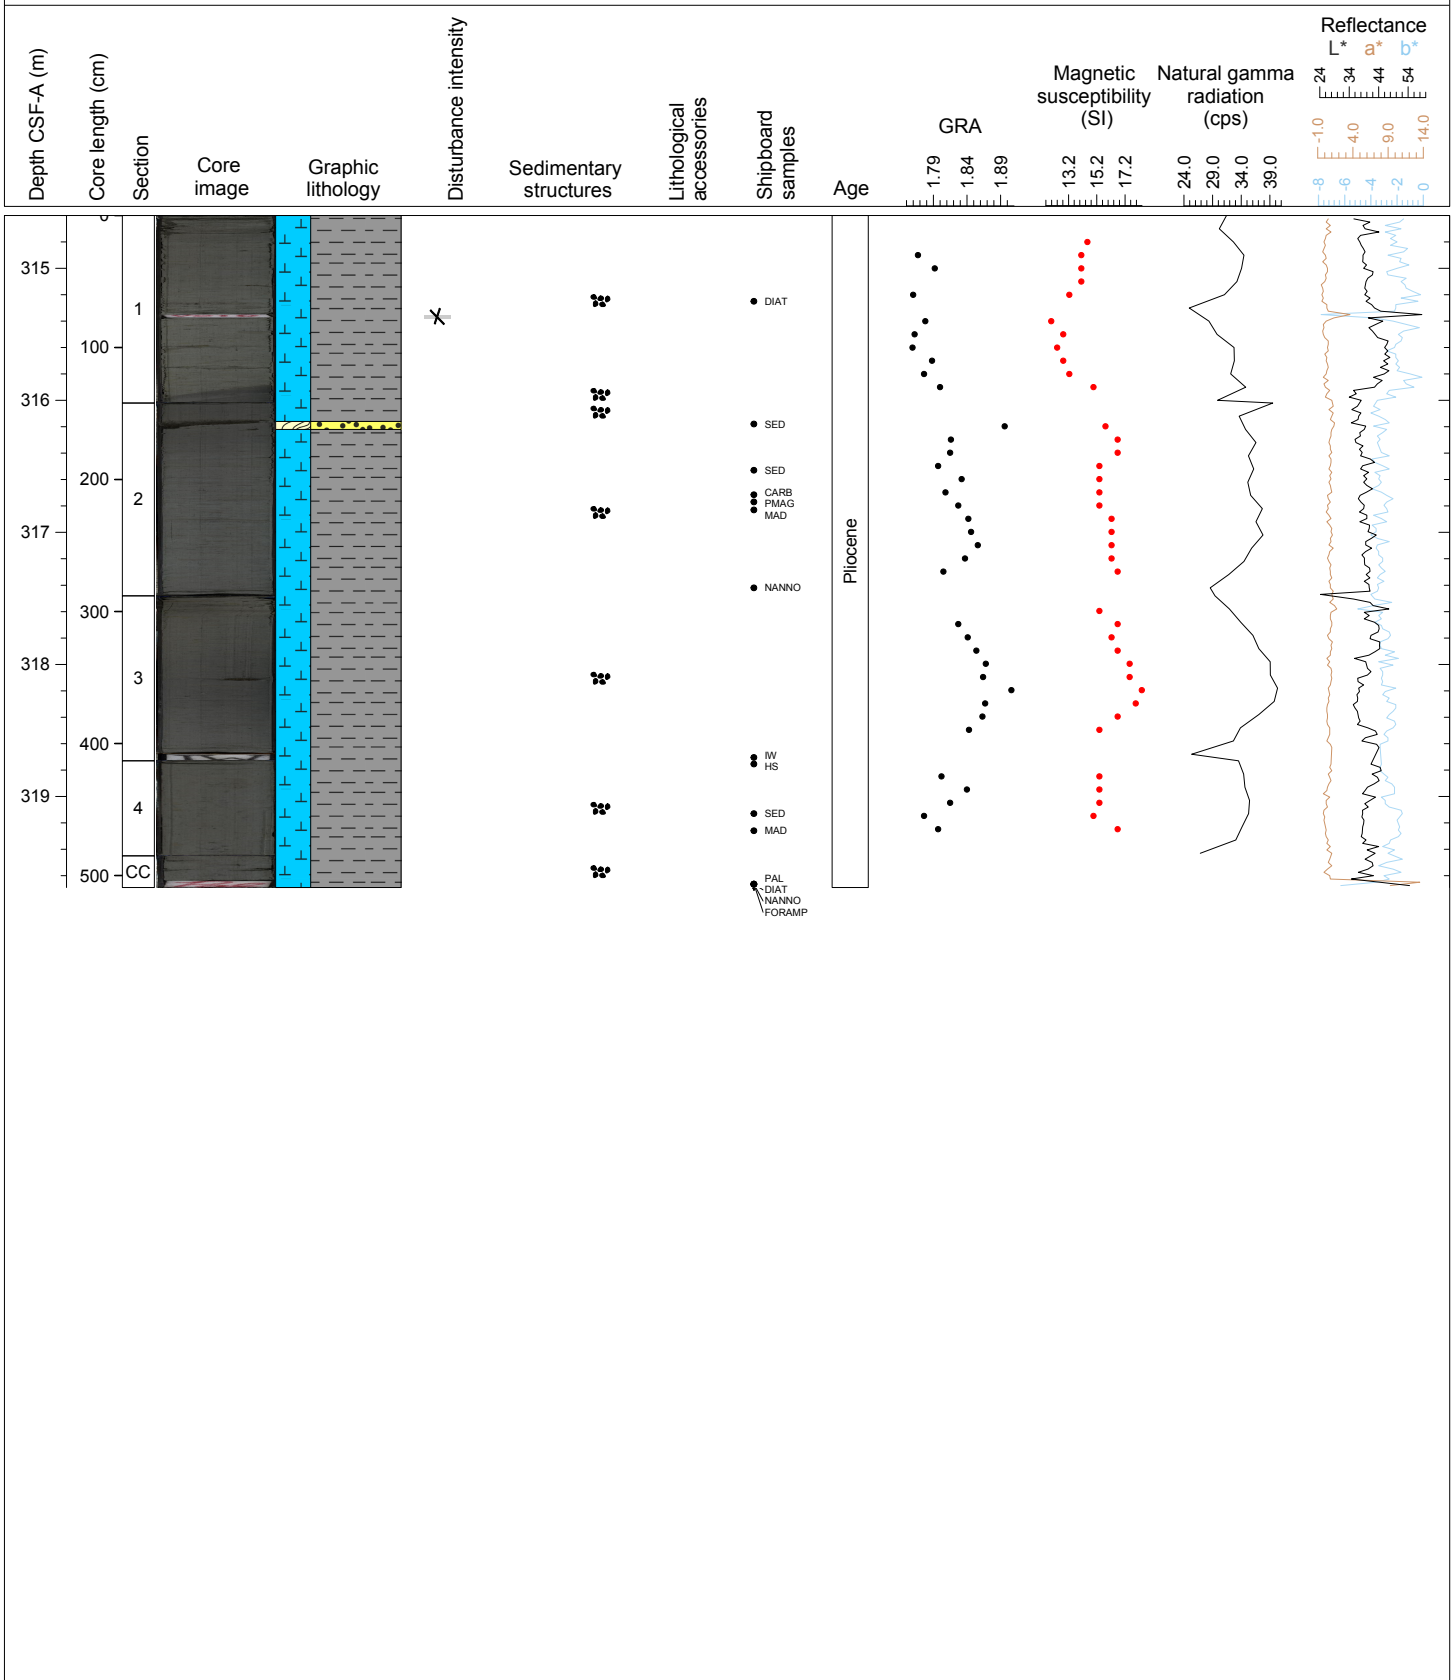 Depth CSF-A (m)
Core length (cm)
Section
Core
image
Graphic
lithology
Disturbance intensity
Sedimentary
structures
Lithological
accessories
Shipboard
samples
Age
GRA
1.79
1.84
1.89
Magnetic
susceptibility
(SI)
13.2
15.2
17.2
Natural gamma
radiation
(cps)
24.0
29.0
34.0
39.0
Reflectance
L* a* b*
24
34
44
54
-1.0
4.0
9.0
14.0
-8
-6
-4
-2
0
315
316
317
318
319
0
100
200
300
400
500
1
2
3
4
CC
DIAT
SED
SED
CARB
PMAG
MAD
NANNO
IW
HS
SED
MAD
PAL
DIAT
NANNO
FORAMP
Pliocene